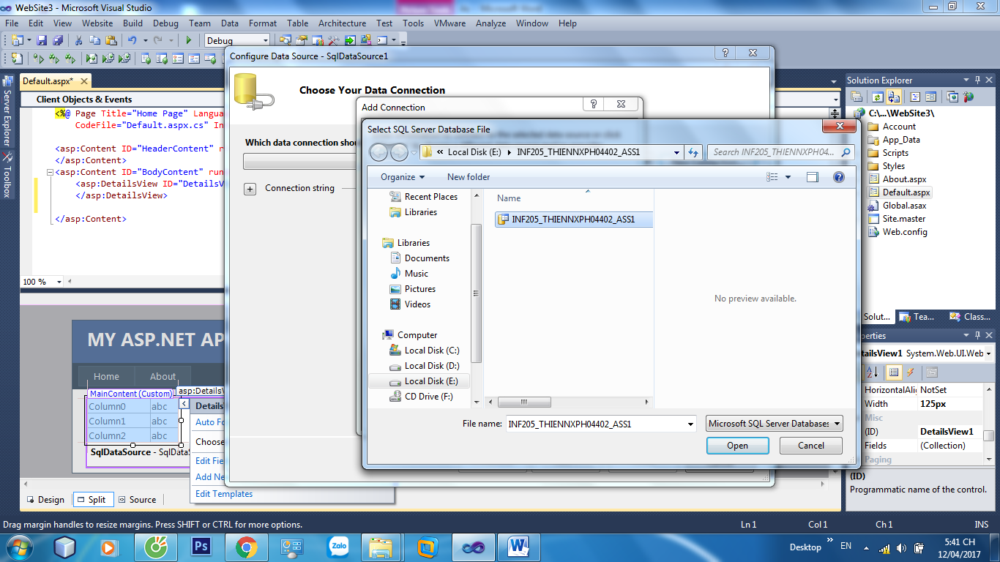 WebSite3 - Microsoft Visual Studio
File Edit View Website Build Debug Team Data Format Table Architecture Test Tools VMware Analyze Window Help
Debug
Configure Data Source - SqlDataSource1
Default.aspx*
Solution Explorer
Client Objects & Events
Choose Your Data Connection
Add Connection
Server Explorer
Toolbox
<%@ Page Title="Home Page" Langua
CodeFile="Default.aspx.cs" In
<asp:Content ID="HeaderContent" r
</asp:Content>
<asp:Content ID="BodyContent" run
<asp:DetailsView ID="DetailsV
</asp:DetailsView>
</asp:Content>
100 %
Which data connection shou
Connection string
Select SQL Server Database File
« Local Disk (E:) INF205_THIENNXPH04402_ASS1
Search INF205_THIENNXPH04...
Organize New folder
Recent Places
Libraries
Libraries
Documents
Music
Pictures
Videos
Computer
Local Disk (C:)
Local Disk (D:)
Local Disk (E:)
CD Drive (F:)
Name
INF205_THIENNXPH04402_ASS1
No preview available.
File name: INF205_THIENNXPH04402_ASS1
Microsoft SQL Server Databases
Open Cancel
C:\...\WebSite3\
Account
App_Data
Scripts
Styles
About.aspx
Default.aspx
Global.asax
Site.master
Web.config
Solut... Tea... Class...
perties
tailsView1 System.Web.UI.Web
HorizontalAlig NotSet
Width 125px
Misc
(ID) DetailsView1
Fields (Collection)
Paging
(ID)
Programmatic name of the control.
MY ASP.NET AP
Home About
MainContent (Custom)
asp:DetailsV
Column0 abc
Column1 abc
Column2 abc
SqlDataSource - SqlDataS
Details
Auto Fo
Choose
Edit Fie
Add Ne
Edit Templates
Design Split Source
Drag margin handles to resize margins. Press SHIFT or CTRL for more options.
Ln 1 Col 1 Ch 1 INS
Ps
Zalo
W
Desktop » EN
5:41 CH
12/04/2017